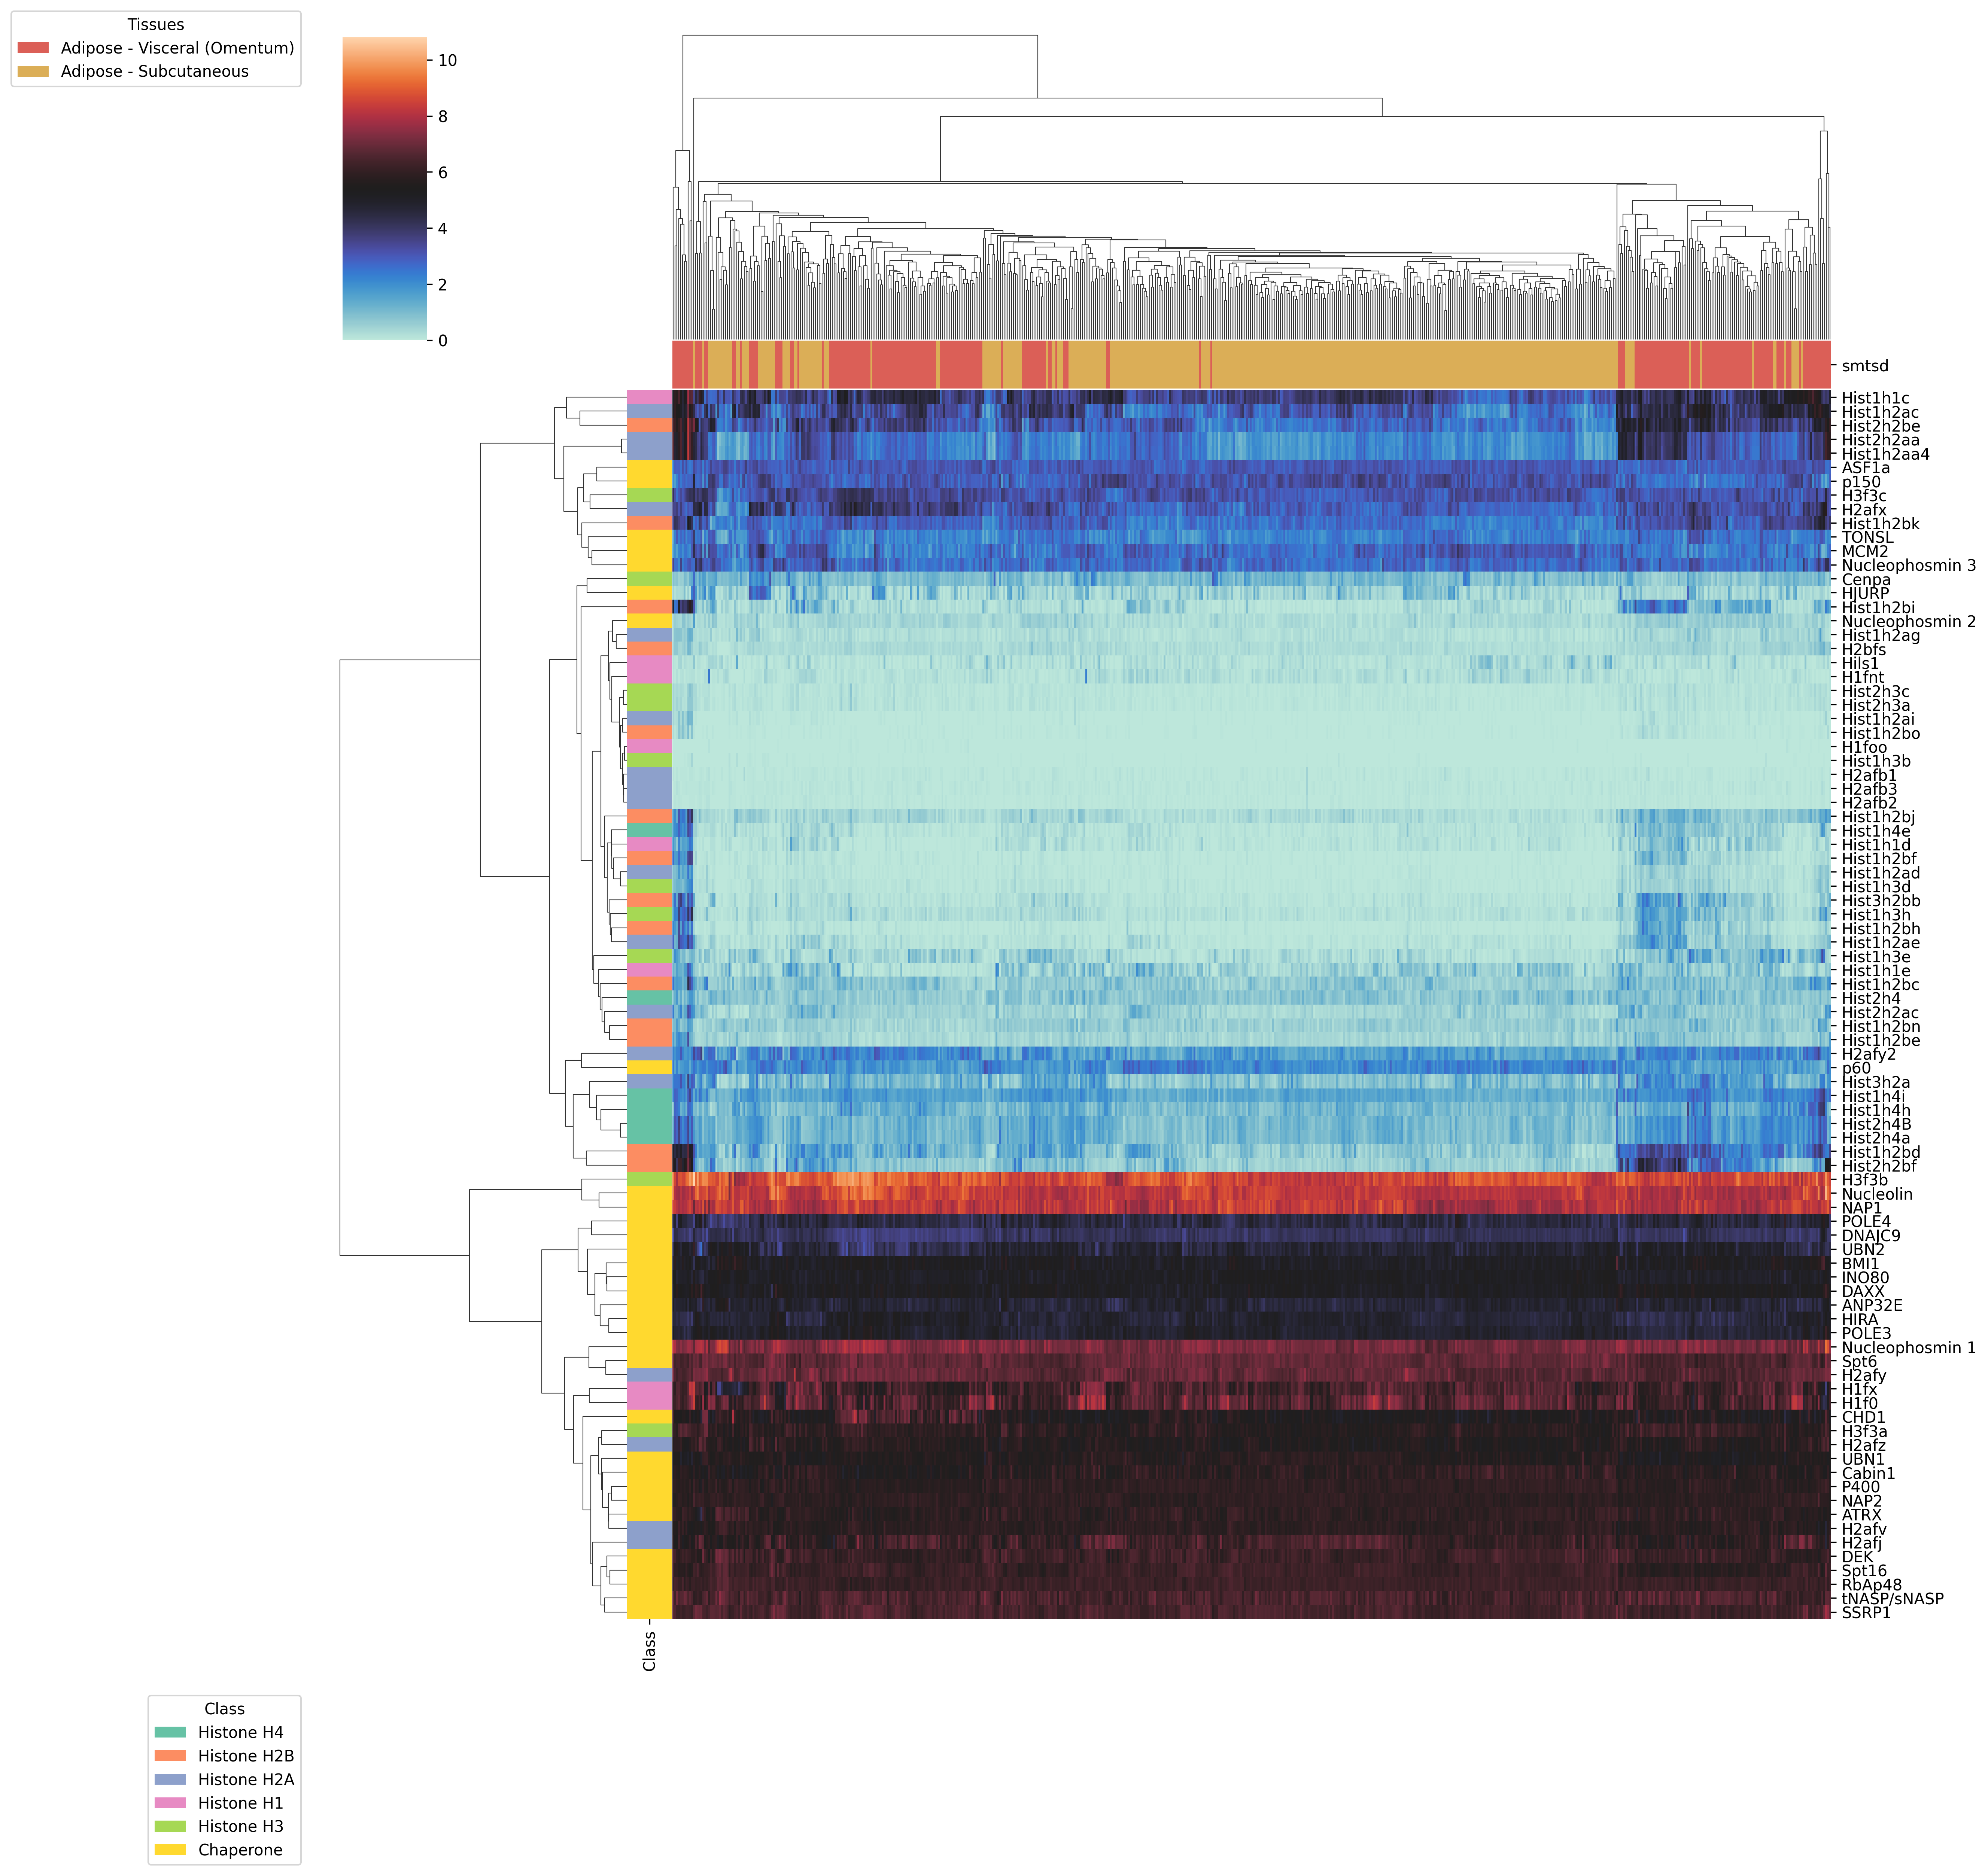 Tissues
Adipose - Visceral (Omentum)
Adipose - Subcutaneous
10
8
6
4
2
0
smtsd
Hist1h1c
Hist1h2ac
Hist2h2be
Hist2h2aa
Hist1h2aa4
ASF1a
p150
H3f3c
H2afx
Hist1h2bk
TONSL
MCM2
Nucleophosmin 3
Cenpa
HJURP
Hist1h2bi
Nucleophosmin 2
Hist1h2ag
H2bfs
Hils1
H1fnt
Hist2h3c
Hist2h3a
Hist1h2ai
Hist1h2bo
H1foo
Hist1h3b
H2afb1
H2afb3
H2afb2
Hist1h2bj
Hist1h4e
Hist1h1d
Hist1h2bf
Hist1h2ad
Hist1h3d
Hist3h2bb
Hist1h3h
Hist1h2bh
Hist1h2ae
Hist1h3e
Hist1h1e
Hist1h2bc
Hist2h4
Hist2h2ac
Hist1h2bn
Hist1h2be
H2afy2
p60
Hist3h2a
Hist1h4i
Hist1h4h
Hist2h4B
Hist2h4a
Hist1h2bd
Hist2h2bf
H3f3b
Nucleolin
NAP1
POLE4
DNAJC9
UBN2
BMI1
INO80
DAXX
ANP32E
HIRA
POLE3
Nucleophosmin 1
Spt6
H2afy
H1fx
H1f0
CHD1
H3f3a
H2afz
UBN1
Cabin1
P400
NAP2
ATRX
H2afv
H2afj
DEK
Spt16
RbAp48
tNASP/sNASP
SSRP1
Class
Class
Histone H4
Histone H2B
Histone H2A
Histone H1
Histone H3
Chaperone